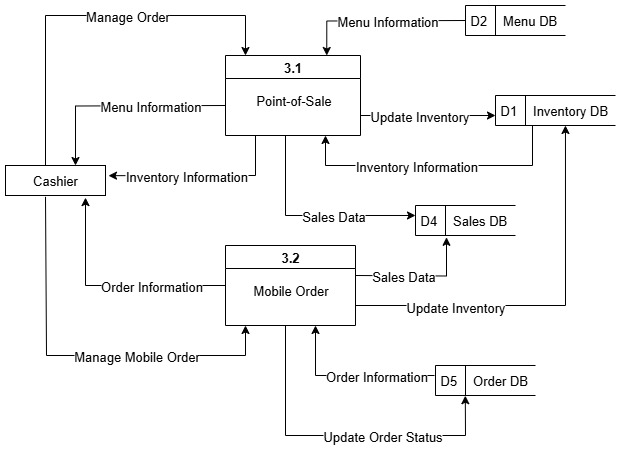 Manage Order
Menu Information
D2 Menu DB
3.1
Point-of-Sale
Menu Information
Update Inventory
D1 Inventory DB
Inventory Information
Inventory Information
Cashier
Sales Data
D4 Sales DB
3.2
Mobile Order
Sales Data
Order Information
Update Inventory
Manage Mobile Order
Order Information
D5 Order DB
Update Order Status